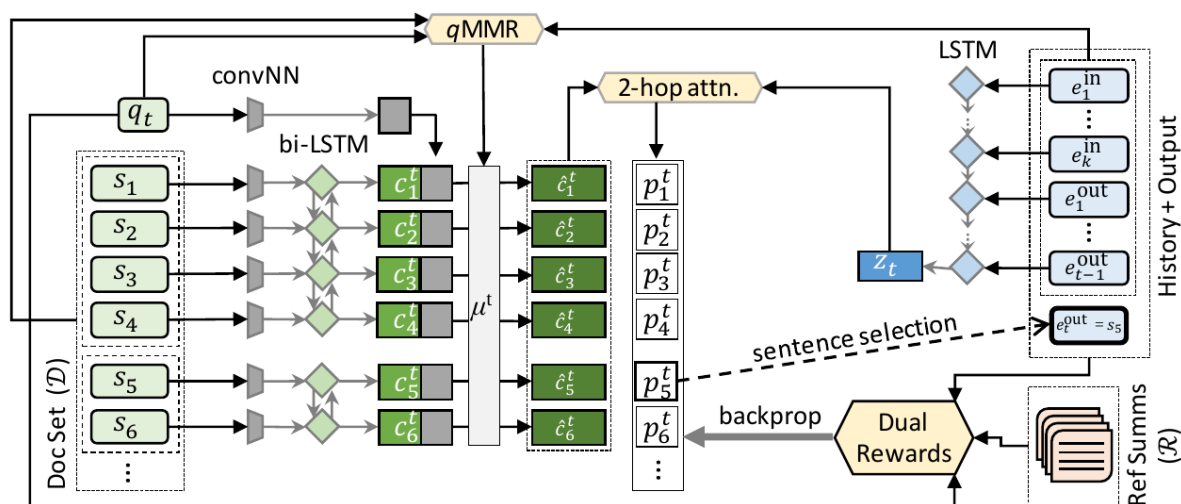 qMMR
LSTM
convNN
2-hop attn.
q_t
bi-LSTM
e_1^in
⋮
e_k^in
e_1^out
⋮
e_{t-1}^out
z_t
e_t^out = s_5
History + Output
s_1
s_2
s_3
s_4
s_5
s_6
⋮
Doc Set (𝒟)
c_1^t
c_2^t
c_3^t
c_4^t
c_5^t
c_6^t
μ^t
ĉ_1^t
ĉ_2^t
ĉ_3^t
ĉ_4^t
ĉ_5^t
ĉ_6^t
p_1^t
p_2^t
p_3^t
p_4^t
p_5^t
p_6^t
⋮
sentence selection
backprop
Dual
Rewards
Ref Summs
(ℛ)